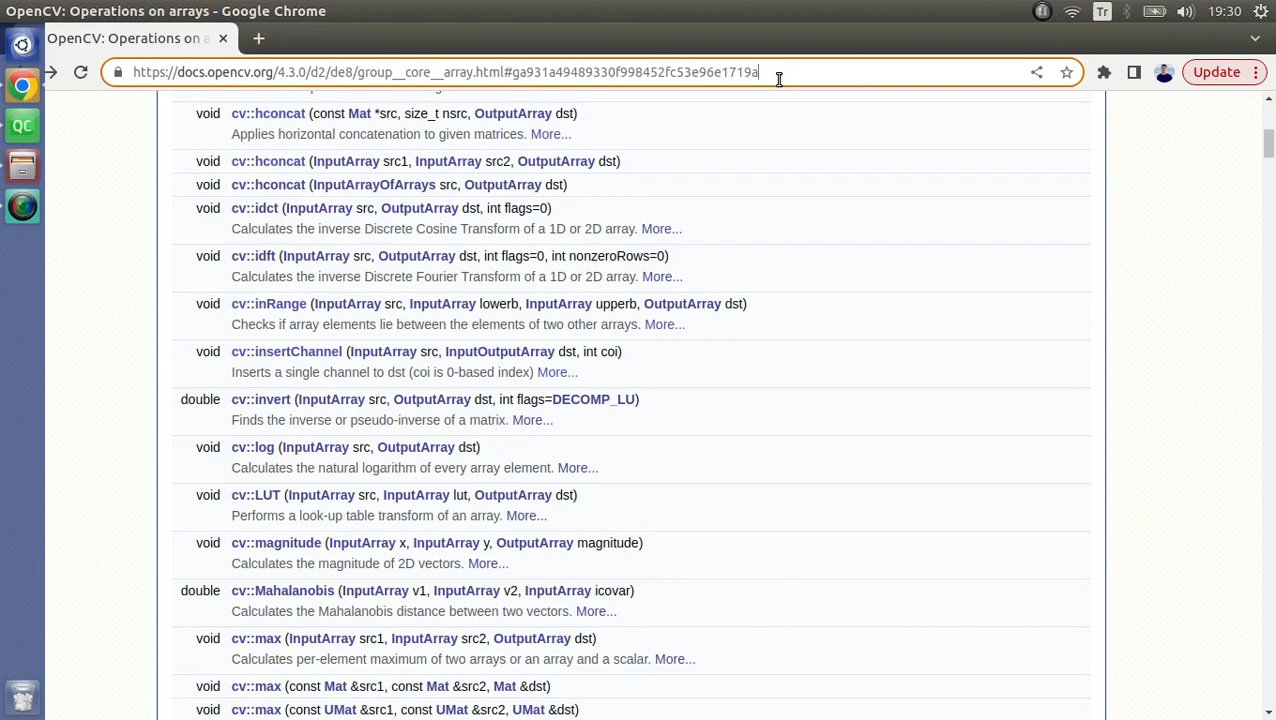 OpenCV: Operations on arrays - Google Chrome
Tr
19:30
OpenCV: Operations on a
https://docs.opencv.org/4.3.0/d2/de8/group__core__array.html#ga931a49489330f998452fc53e96e1719a
Update
QC
void cv::hconcat (const Mat *src, size_t nsrc, OutputArray dst)
Applies horizontal concatenation to given matrices. More...
void cv::hconcat (InputArray src1, InputArray src2, OutputArray dst)
void cv::hconcat (InputArrayOfArrays src, OutputArray dst)
void cv::idct (InputArray src, OutputArray dst, int flags=0)
Calculates the inverse Discrete Cosine Transform of a 1D or 2D array. More...
void cv::idft (InputArray src, OutputArray dst, int flags=0, int nonzeroRows=0)
Calculates the inverse Discrete Fourier Transform of a 1D or 2D array. More...
void cv::inRange (InputArray src, InputArray lowerb, InputArray upperb, OutputArray dst)
Checks if array elements lie between the elements of two other arrays. More...
void cv::insertChannel (InputArray src, InputOutputArray dst, int coi)
Inserts a single channel to dst (coi is 0-based index) More...
double cv::invert (InputArray src, OutputArray dst, int flags=DECOMP_LU)
Finds the inverse or pseudo-inverse of a matrix. More...
void cv::log (InputArray src, OutputArray dst)
Calculates the natural logarithm of every array element. More...
void cv::LUT (InputArray src, InputArray lut, OutputArray dst)
Performs a look-up table transform of an array. More...
void cv::magnitude (InputArray x, InputArray y, OutputArray magnitude)
Calculates the magnitude of 2D vectors. More...
double cv::Mahalanobis (InputArray v1, InputArray v2, InputArray icovar)
Calculates the Mahalanobis distance between two vectors. More...
void cv::max (InputArray src1, InputArray src2, OutputArray dst)
Calculates per-element maximum of two arrays or an array and a scalar. More...
void cv::max (const Mat &src1, const Mat &src2, Mat &dst)
void cv::max (const UMat &src1, const UMat &src2, UMat &dst)